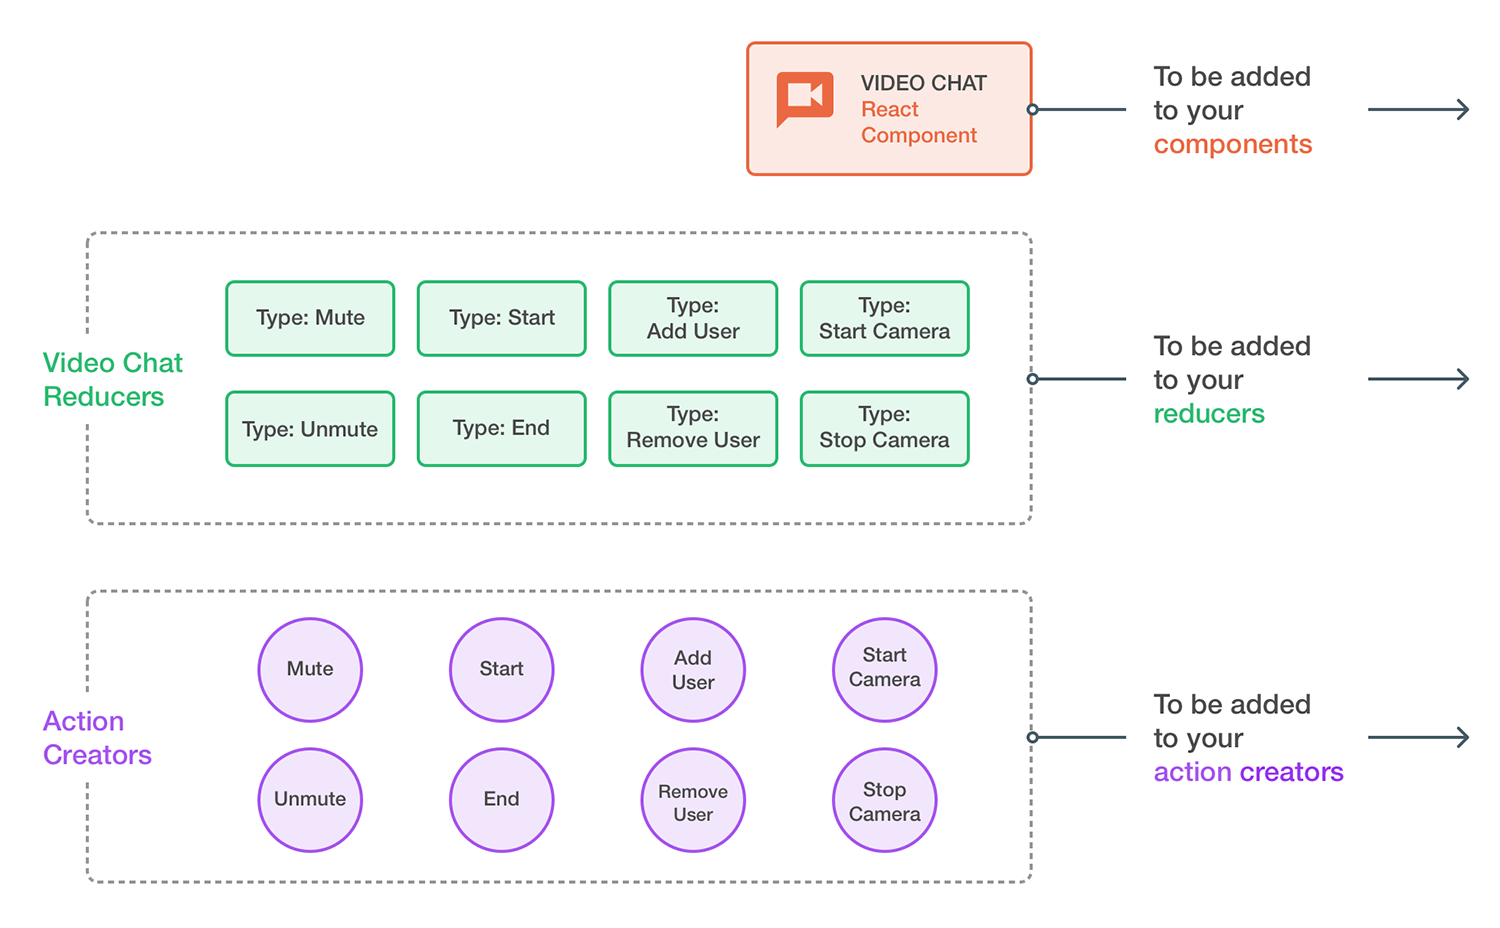 VIDEO CHAT
React
Component
To be added
to your
components
Video Chat
Reducers
Type: Mute
Type: Start
Type:
Add User
Type:
Start Camera
Type: Unmute
Type: End
Type:
Remove User
Type:
Stop Camera
To be added
to your
reducers
Action
Creators
Mute
Start
Add
User
Start
Camera
Unmute
End
Remove
User
Stop
Camera
To be added
to your
action creators